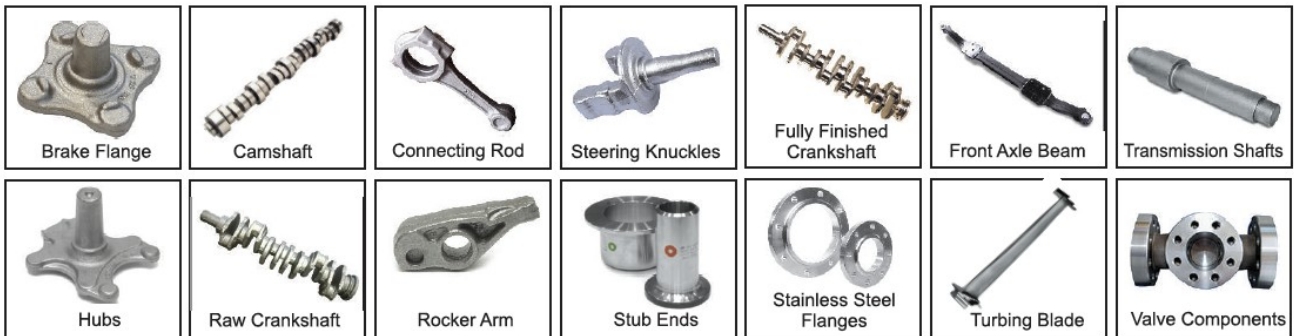 Brake Flange
Camshaft
Connecting Rod
Steering Knuckles
Fully Finished
Crankshaft
Front Axle Beam
Transmission Shafts
Hubs
Raw Crankshaft
Rocker Arm
Stub Ends
Stainless Steel
Flanges
Turbing Blade
Valve Components